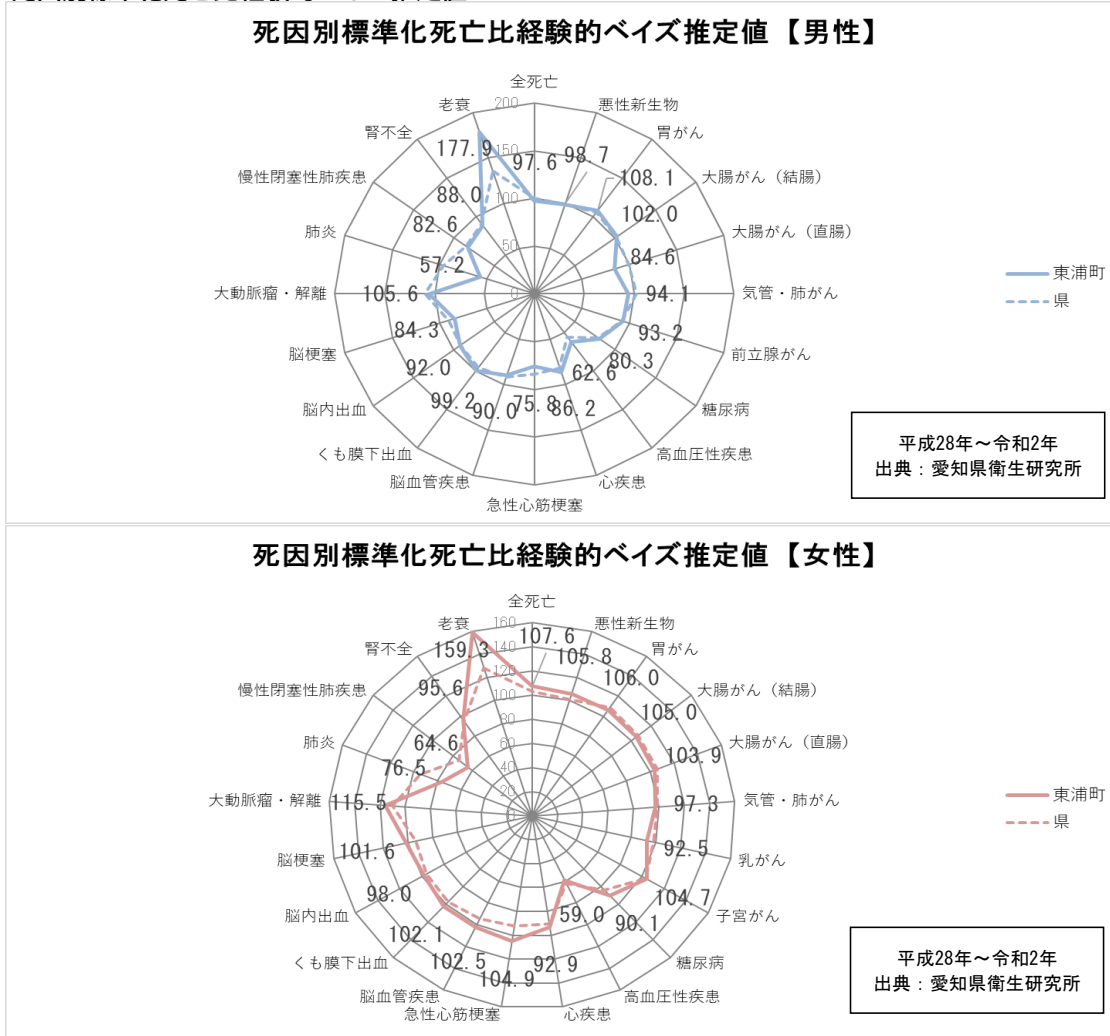 死因別標準化死亡比経験的ベイズ推定値【男性】
全死亡
悪性新生物
胃がん
大腸がん（結腸）
大腸がん（直腸）
気管・肺がん
前立腺がん
糖尿病
高血圧性疾患
心疾患
急性心筋梗塞
脳血管疾患
くも膜下出血
脳内出血
脳梗塞
大動脈瘤・解離
肺炎
慢性閉塞性肺疾患
腎不全
老衰
200
150
100
50
0
97.6
98.7
108.1
102.0
84.6
94.1
93.2
80.3
62.6
86.2
75.8
90.0
99.2
92.0
84.3
105.6
57.2
82.6
88.0
177.9
東浦町
県
平成28年～令和2年
出典：愛知県衛生研究所
死因別標準化死亡比経験的ベイズ推定値【女性】
全死亡
悪性新生物
胃がん
大腸がん（結腸）
大腸がん（直腸）
気管・肺がん
乳がん
子宮がん
糖尿病
高血圧性疾患
心疾患
急性心筋梗塞
脳血管疾患
くも膜下出血
脳内出血
脳梗塞
大動脈瘤・解離
肺炎
慢性閉塞性肺疾患
腎不全
老衰
160
140
120
100
80
60
40
20
0
107.6
105.8
106.0
105.0
103.9
97.3
92.5
104.7
90.1
59.0
92.9
104.9
102.5
102.1
98.0
101.6
115.5
76.5
64.6
95.6
159.3
東浦町
県
平成28年～令和2年
出典：愛知県衛生研究所